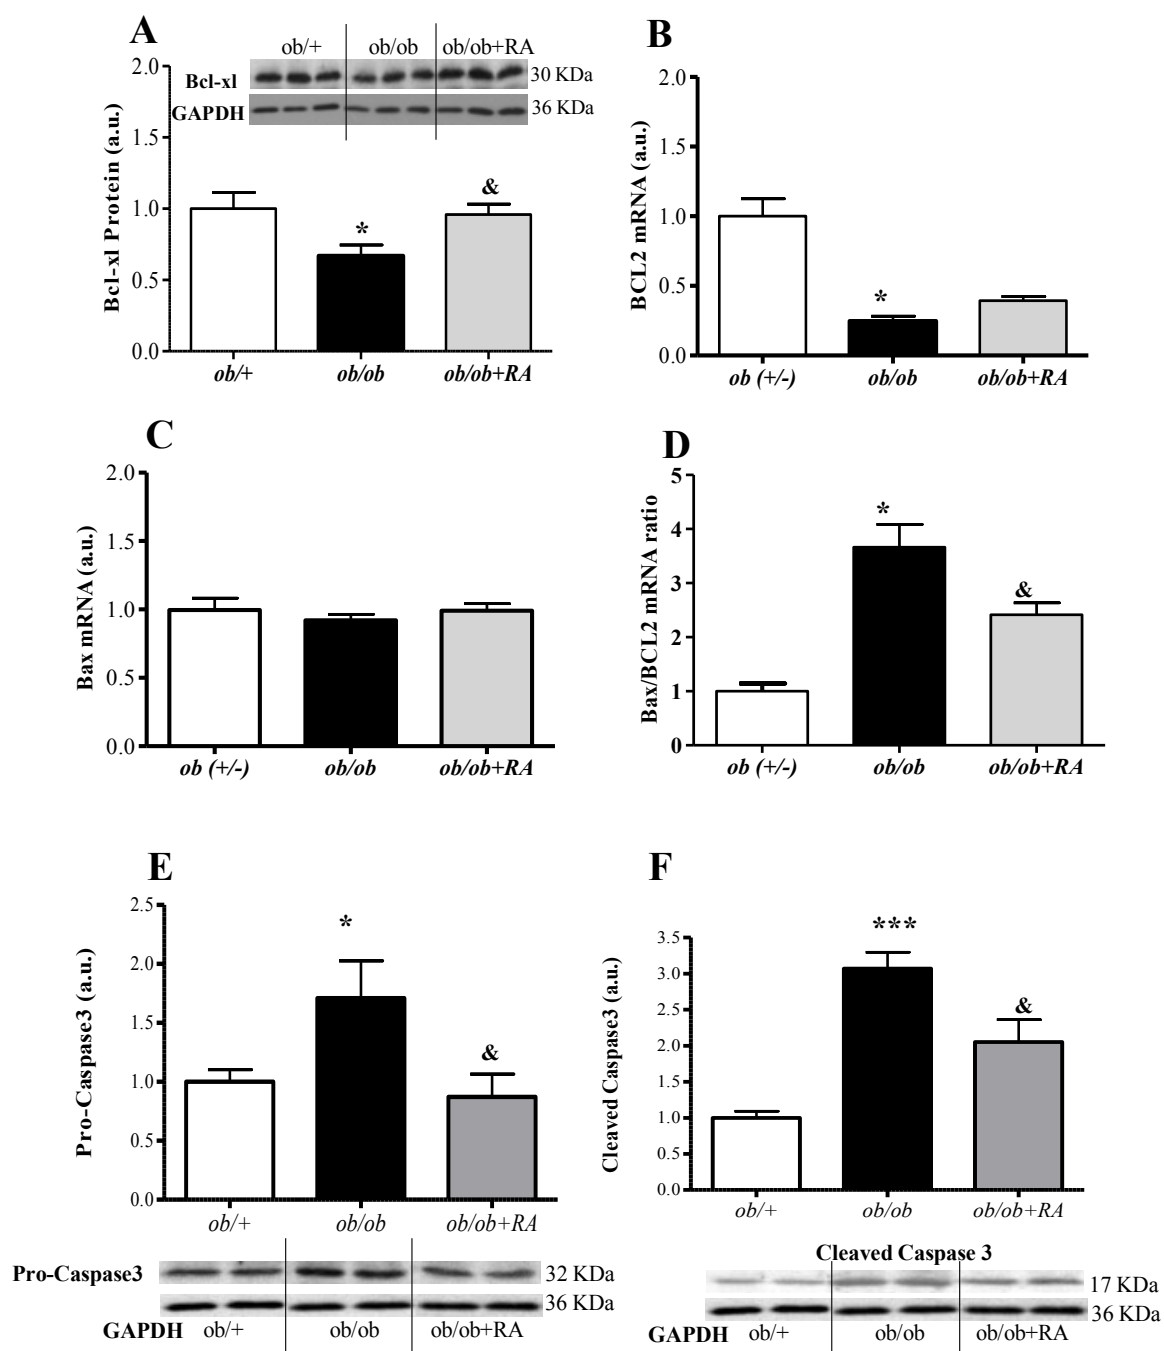 A
ob/+ ob/ob ob/ob+RA
Bcl-xl 30 KDa
GAPDH 36 KDa
Bcl-xl Protein (a.u.)
2.0
1.5
1.0
0.5
0.0
* &
ob/+ ob/ob ob/ob+RA
B
BCL2 mRNA (a.u.)
2.0
1.5
1.0
0.5
0.0
*
ob (+/-) ob/ob ob/ob+RA
C
Bax mRNA (a.u.)
2.0
1.5
1.0
0.5
0.0
ob (+/-) ob/ob ob/ob+RA
D
Bax/BCL2 mRNA ratio
5
4
3
2
1
0
* &
ob (+/-) ob/ob ob/ob+RA
E
Pro-Caspase3 (a.u.)
2.5
2.0
1.5
1.0
0.5
0.0
* &
ob/+ ob/ob ob/ob+RA
Pro-Caspase3 32 KDa
36 KDa
GAPDH ob/+ ob/ob ob/ob+RA
F
Cleaved Caspase3 (a.u.)
3.5
3.0
2.5
2.0
1.5
1.0
0.5
0.0
*** &
ob/+ ob/ob ob/ob+RA
Cleaved Caspase 3
17 KDa
36 KDa
GAPDH ob/+ ob/ob ob/ob+RA